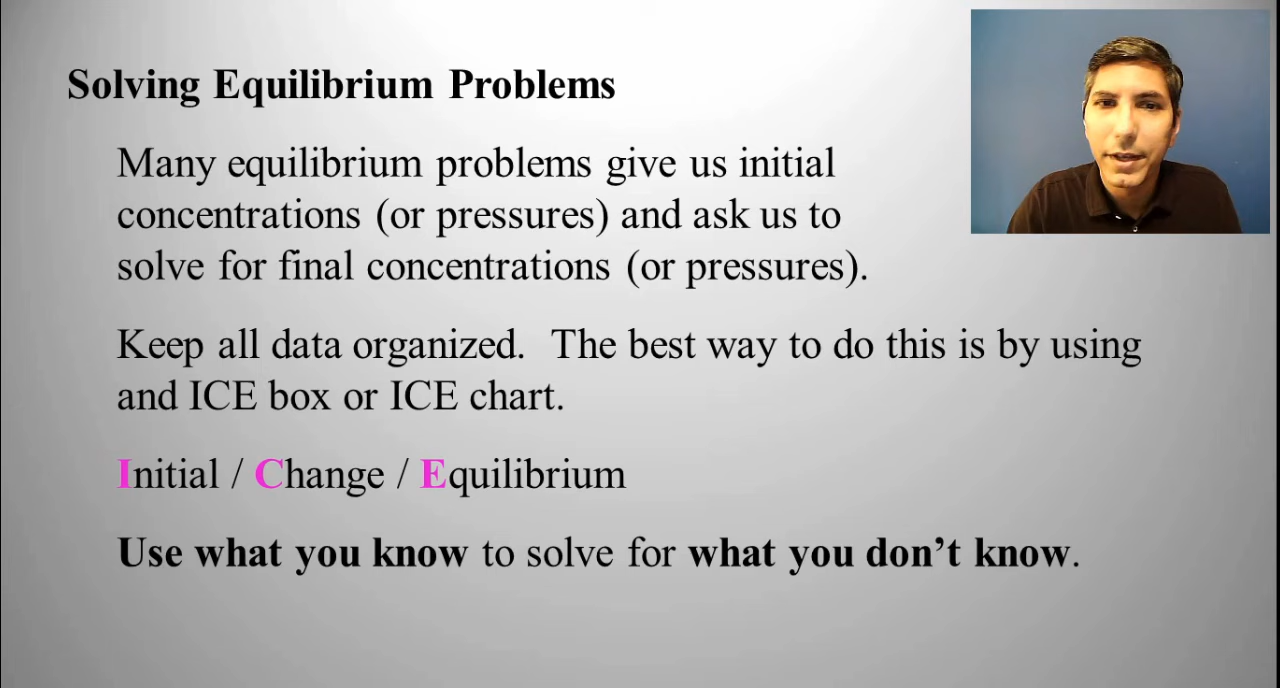 Solving Equilibrium Problems
Many equilibrium problems give us initial
concentrations (or pressures) and ask us to
solve for final concentrations (or pressures).
Keep all data organized.  The best way to do this is by using
and ICE box or ICE chart.
Initial / Change / Equilibrium
Use what you know to solve for what you don’t know.